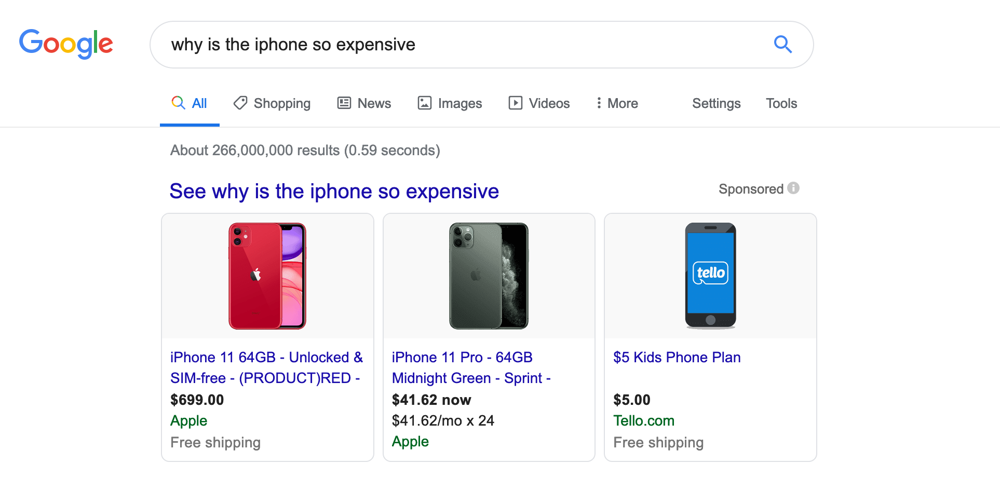 Google
why is the iphone so expensive
All Shopping News Images Videos More Settings Tools
About 266,000,000 results (0.59 seconds)
See why is the iphone so expensive
Sponsored
tello
iPhone 11 64GB - Unlocked &
SIM-free - (PRODUCT)RED -
$699.00
Apple
Free shipping
iPhone 11 Pro - 64GB
Midnight Green - Sprint -
$41.62 now
$41.62/mo x 24
Apple
$5 Kids Phone Plan
$5.00
Tello.com
Free shipping